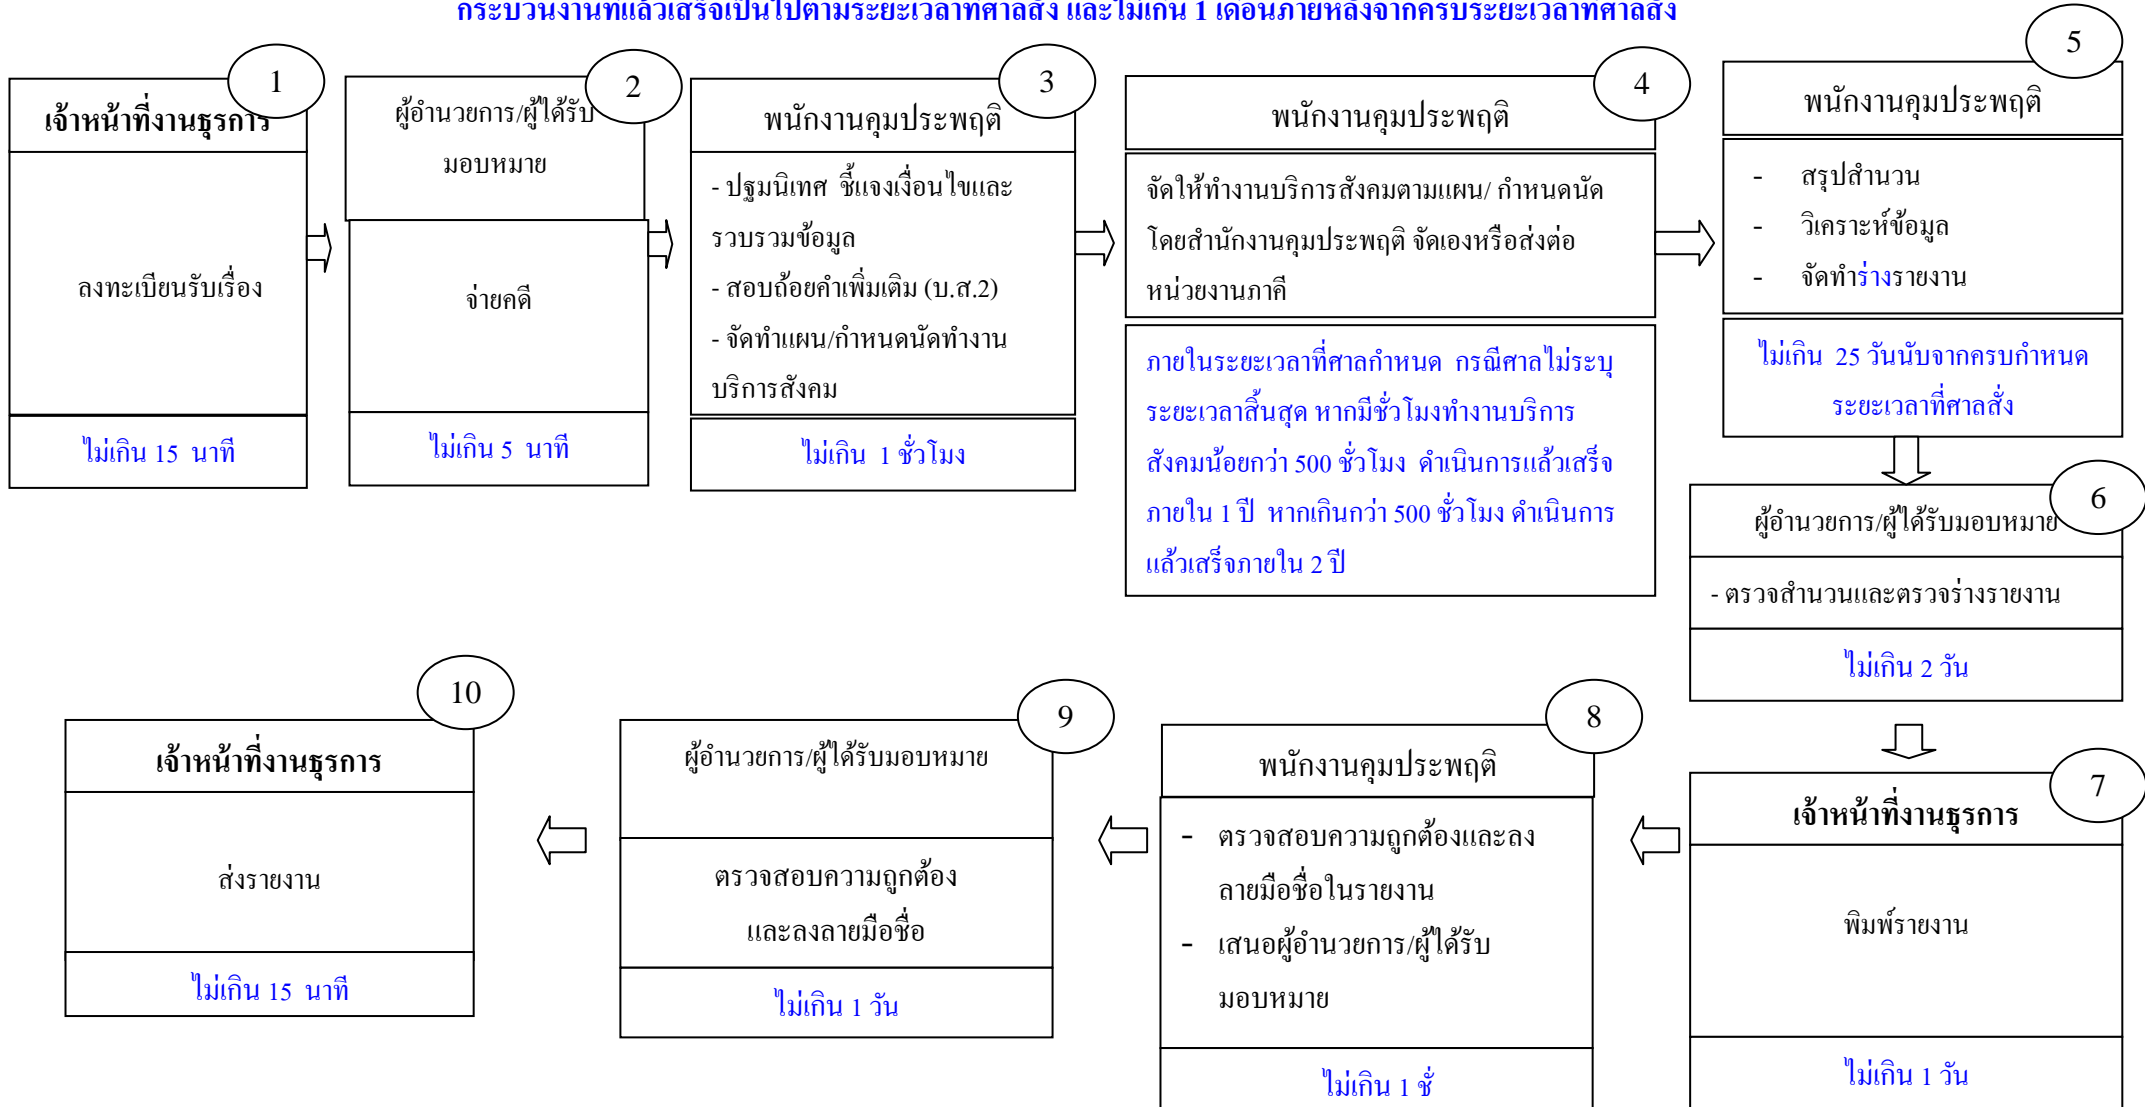 กระบวนงานที่แล้วเสร็จเป็นไปตามระยะเวลาที่ศาลสั่ง และไม่เกิน 1 เดือนภายหลังจากครบระยะเวลาที่ศาลสั่ง
1
เจ้าหน้าที่งานธุรการ
ลงทะเบียนรับเรื่อง
ไม่เกิน 15 นาที
2
ผู้อำนวยการ/ผู้ได้รับ
มอบหมาย
จ่ายคดี
ไม่เกิน 5 นาที
3
พนักงานคุมประพฤติ
- ปฐมนิเทศ ชี้แจงเงื่อนไขและ
รวบรวมข้อมูล
- สอบถ้อยคำเพิ่มเติม (บ.ส.2)
- จัดทำแผน/กำหนดนัดทำงาน
บริการสังคม
ไม่เกิน 1 ชั่วโมง
4
พนักงานคุมประพฤติ
จัดให้ทำงานบริการสังคมตามแผน/ กำหนดนัด
โดยสำนักงานคุมประพฤติ จัดเองหรือส่งต่อ
หน่วยงานภาคี
ภายในระยะเวลาที่ศาลกำหนด กรณีศาลไม่ระบุ
ระยะเวลาสิ้นสุด หากมีชั่วโมงทำงานบริการ
สังคมน้อยกว่า 500 ชั่วโมง ดำเนินการแล้วเสร็จ
ภายใน 1 ปี หากเกินกว่า 500 ชั่วโมง ดำเนินการ
แล้วเสร็จภายใน 2 ปี
5
พนักงานคุมประพฤติ
- สรุปสำนวน
- วิเคราะห์ข้อมูล
- จัดทำร่างรายงาน
ไม่เกิน 25 วันนับจากครบกำหนด
ระยะเวลาที่ศาลสั่ง
6
ผู้อำนวยการ/ผู้ได้รับมอบหมาย
- ตรวจสำนวนและตรวจร่างรายงาน
ไม่เกิน 2 วัน
7
เจ้าหน้าที่งานธุรการ
พิมพ์รายงาน
ไม่เกิน 1 วัน
8
พนักงานคุมประพฤติ
- ตรวจสอบความถูกต้องและลง
ลายมือชื่อในรายงาน
- เสนอผู้อำนวยการ/ผู้ได้รับ
มอบหมาย
ไม่เกิน 1 ชั่
9
ผู้อำนวยการ/ผู้ได้รับมอบหมาย
ตรวจสอบความถูกต้อง
และลงลายมือชื่อ
ไม่เกิน 1 วัน
10
เจ้าหน้าที่งานธุรการ
ส่งรายงาน
ไม่เกิน 15 นาที